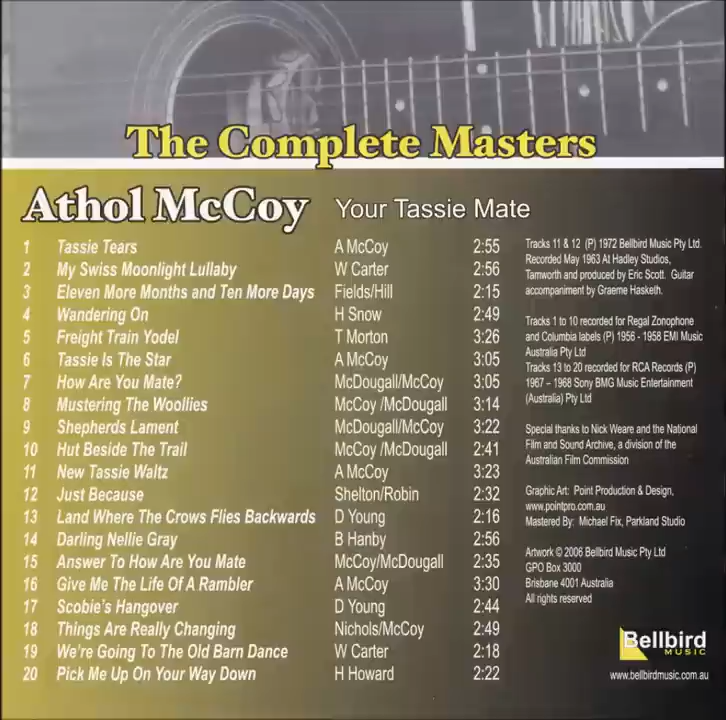 The Complete Masters
Athol McCoy Your Tassie Mate
1 Tassie Tears A McCoy 2:55
2 My Swiss Moonlight Lullaby W Carter 2:56
3 Eleven More Months and Ten More Days Fields/Hill 2:15
4 Wandering On H Snow 2:49
5 Freight Train Yodel T Morton 3:26
6 Tassie Is The Star A McCoy 3:05
7 How Are You Mate? McDougall/McCoy 3:05
8 Mustering The Woollies McCoy /McDougall 3:14
9 Shepherds Lament McDougall/McCoy 3:22
10 Hut Beside The Trail McCoy /McDougall 2:41
11 New Tassie Waltz A McCoy 3:23
12 Just Because Shelton/Robin 2:32
13 Land Where The Crows Flies Backwards D Young 2:16
14 Darling Nellie Gray B Hanby 2:56
15 Answer To How Are You Mate McCoy/McDougall 2:35
16 Give Me The Life Of A Rambler A McCoy 3:30
17 Scobie's Hangover D Young 2:44
18 Things Are Really Changing Nichols/McCoy 2:49
19 We're Going To The Old Barn Dance W Carter 2:18
20 Pick Me Up On Your Way Down H Howard 2:22
Tracks 11 & 12 (P) 1972 Bellbird Music Pty Ltd.
Recorded May 1963 At Hadley Studios,
Tamworth and produced by Eric Scott. Guitar
accompaniment by Graeme Hasketh.
Tracks 1 to 10 recorded for Regal Zonophone
and Columbia labels (P) 1956 - 1958 EMI Music
Australia Pty Ltd
Tracks 13 to 20 recorded for RCA Records (P)
1967 – 1968 Sony BMG Music Entertainment
(Australia) Pty Ltd
Special thanks to Nick Weare and the National
Film and Sound Archive, a division of the
Australian Film Commission
Graphic Art: Point Production & Design,
www.pointpro.com.au
Mastered By: Michael Fix, Parkland Studio
Artwork © 2006 Bellbird Music Pty Ltd
GPO Box 3000
Brisbane 4001 Australia
All rights reserved
Bellbird
MUSIC
www.bellbirdmusic.com.au